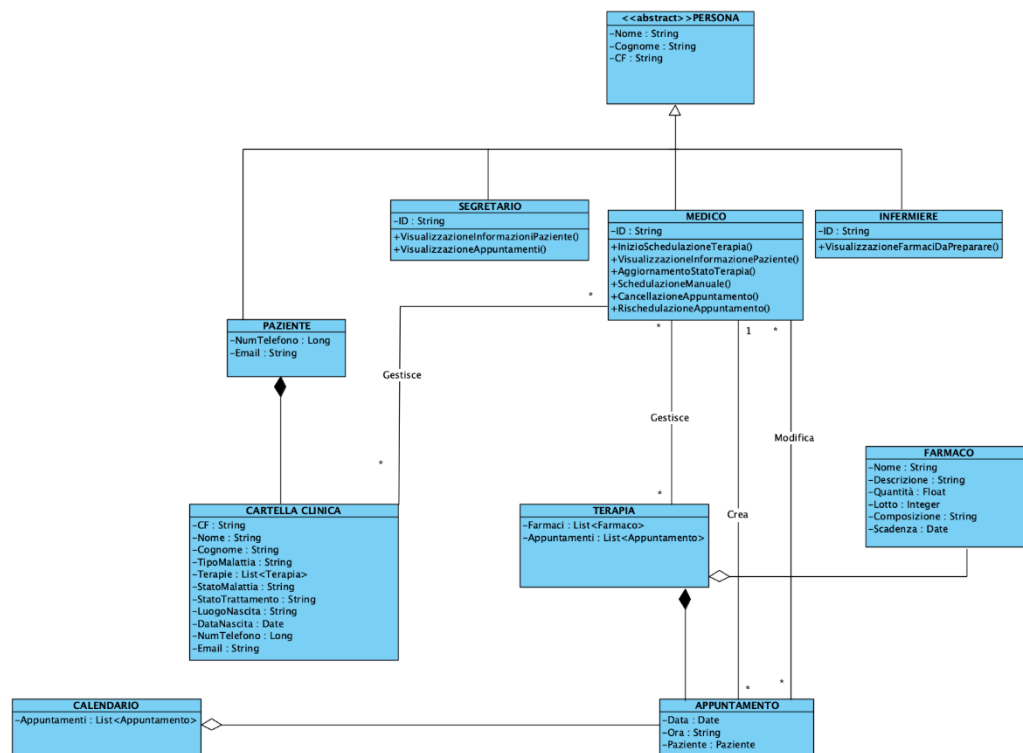 <<abstract>>PERSONA
-Nome : String
-Cognome : String
-CF : String
SEGRETARIO
-ID : String
+VisualizzazioneInformazioniPaziente()
+VisualizzazioneAppuntamenti()
MEDICO
-ID : String
+InizioSchedulazioneTerapia()
+VisualizzazioneInformazionePaziente()
+AggiornamentoStatoTerapia()
+SchedulazioneManuale()
+CancellazioneAppuntamento()
+RischedulazioneAppuntamento()
INFERMIERE
-ID : String
+VisualizzazioneFarmaciDaPreparare()
PAZIENTE
-NumTelefono : Long
-Email : String
*
*
1
*
Gestisce
Gestisce
Modifica
*
*
Crea
FARMACO
-Nome : String
-Descrizione : String
-Quantità : Float
-Lotto : Integer
-Composizione : String
-Scadenza : Date
CARTELLA CLINICA
-CF : String
-Nome : String
-Cognome : String
-TipoMalattia : String
-Terapie : List<Terapia>
-StatoMalattia : String
-StatoTrattamento : String
-LuogoNascita : String
-DataNascita : Date
-NumTelefono : Long
-Email : String
TERAPIA
-Farmaci : List<Farmaco>
-Appuntamenti : List<Appuntamento>
*
*
CALENDARIO
-Appuntamenti : List<Appuntamento>
APPUNTAMENTO
-Data : Date
-Ora : String
-Paziente : Paziente